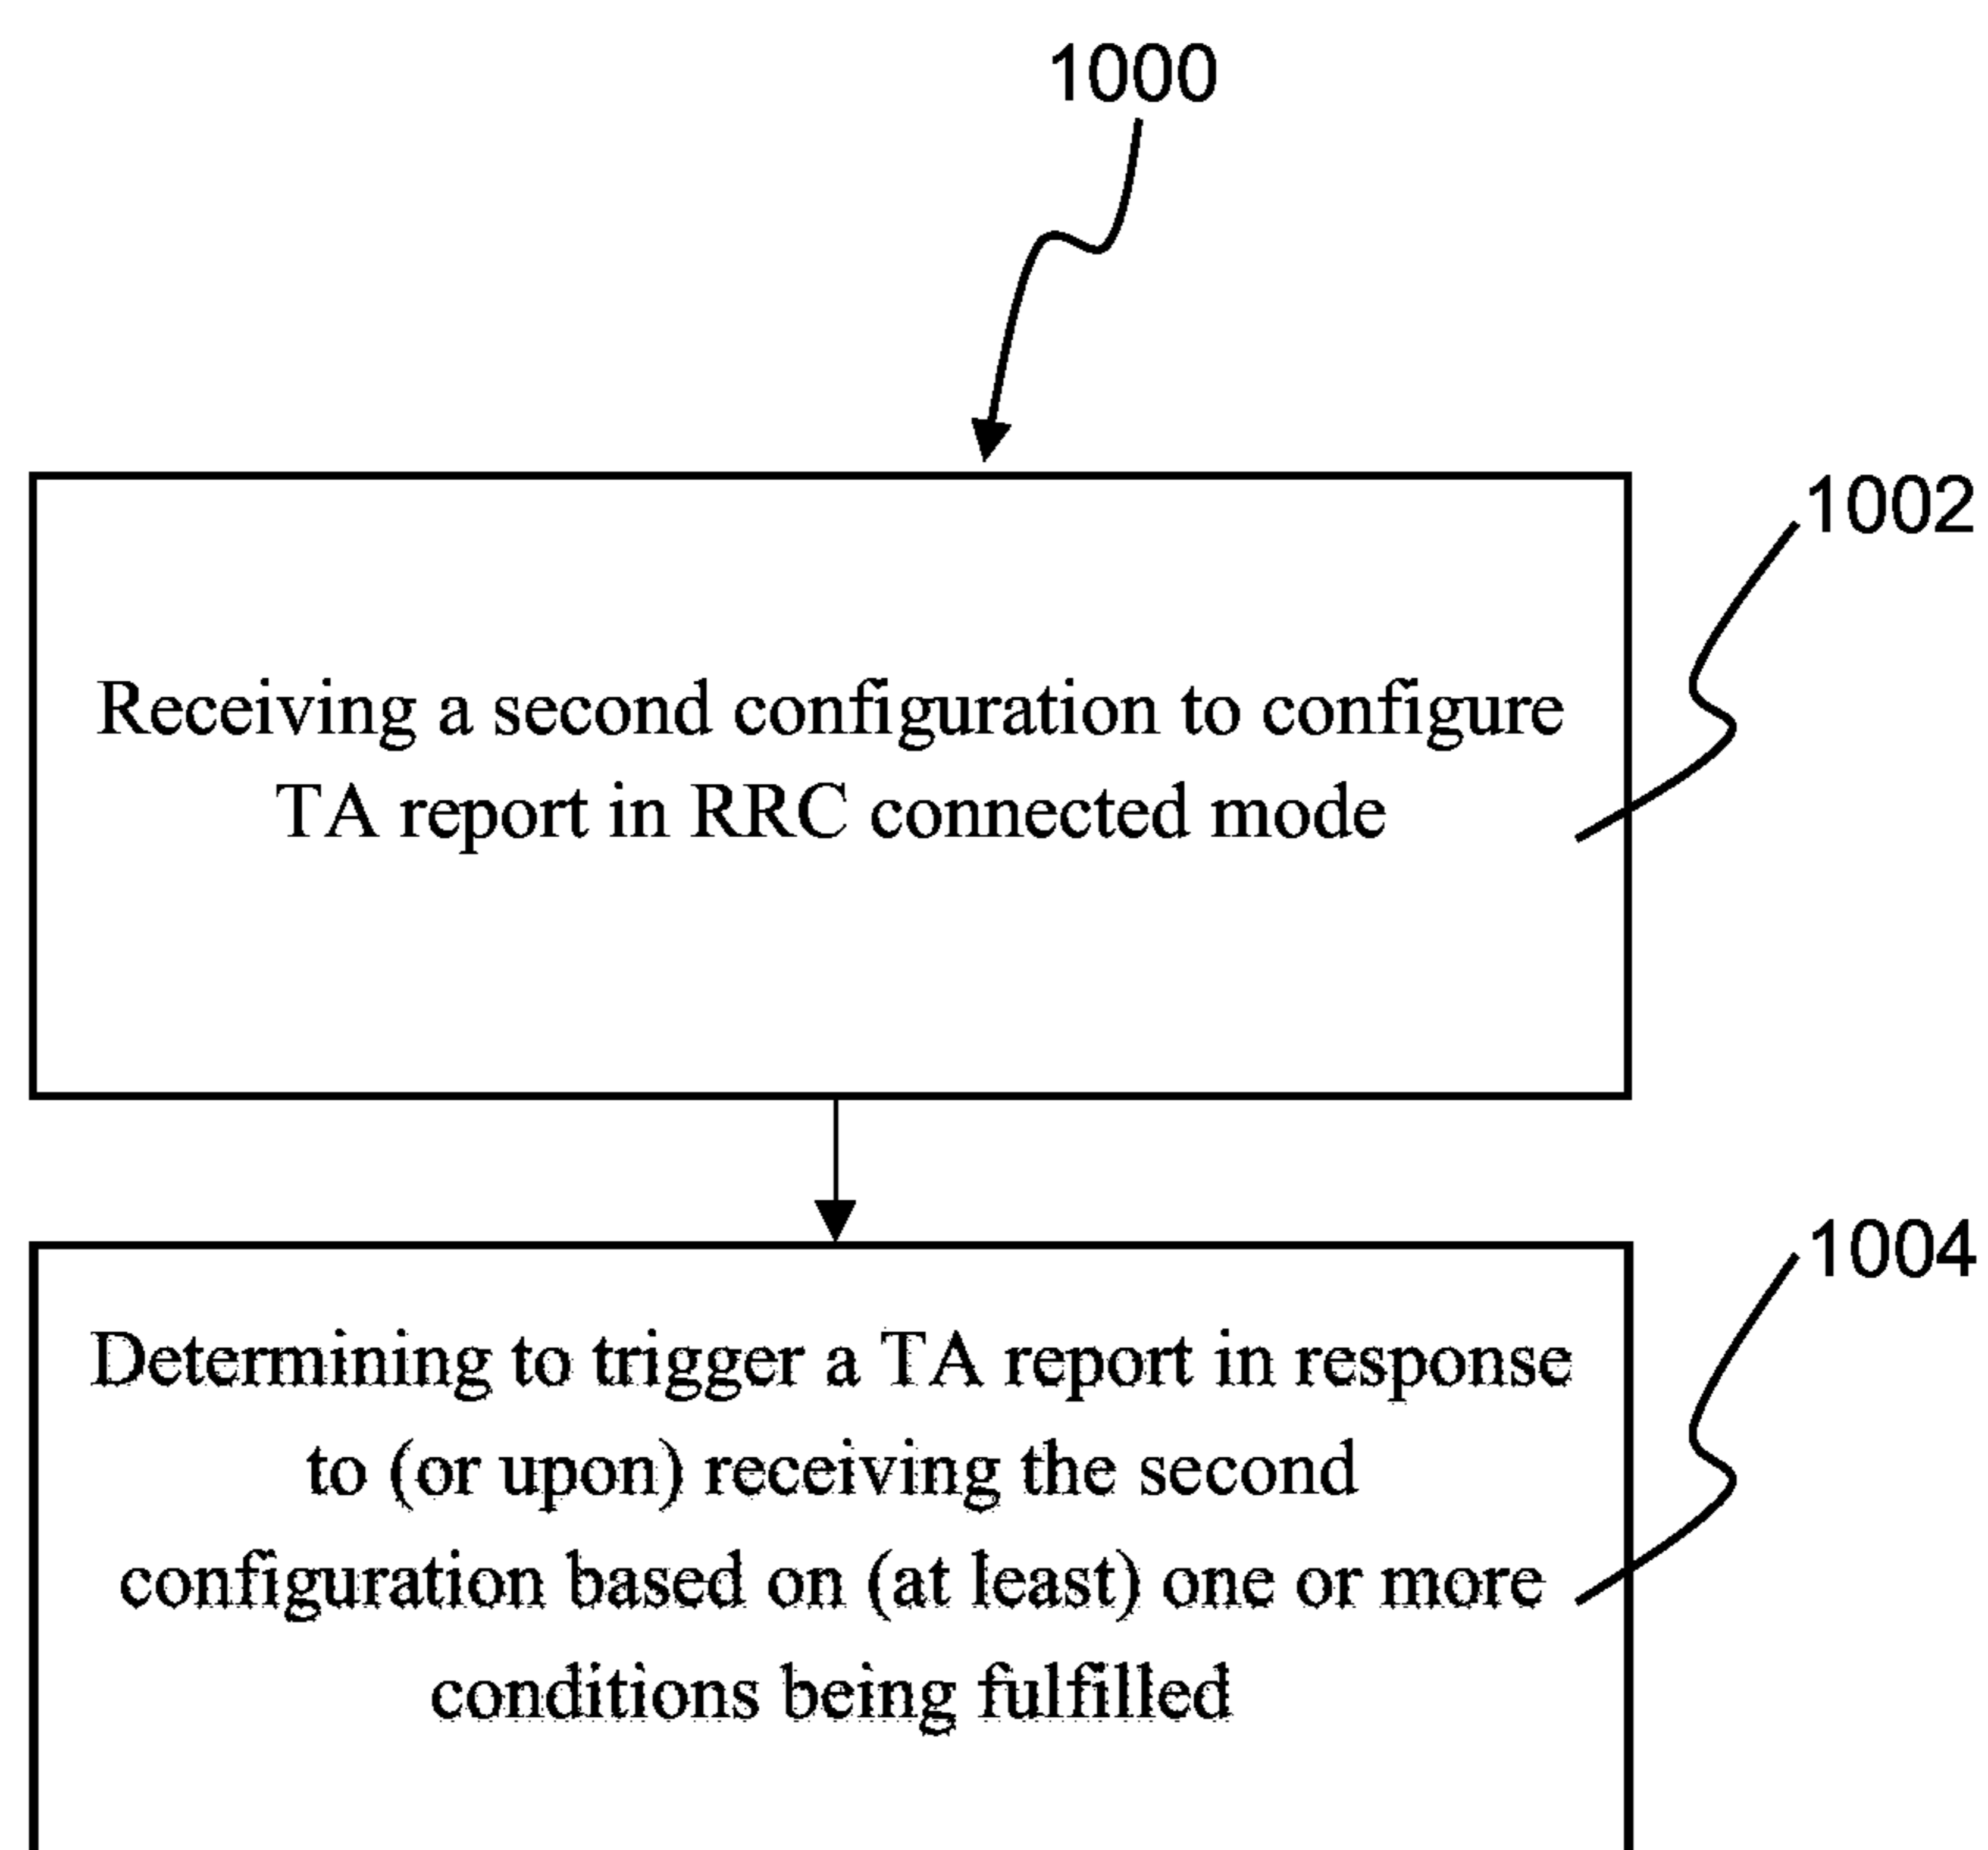 1000
1002
Receiving a second configuration to configure
TA report in RRC connected mode
1004
Determining to trigger a TA report in response
to (or upon) receiving the second
configuration based on (at least) one or more
conditions being fulfilled